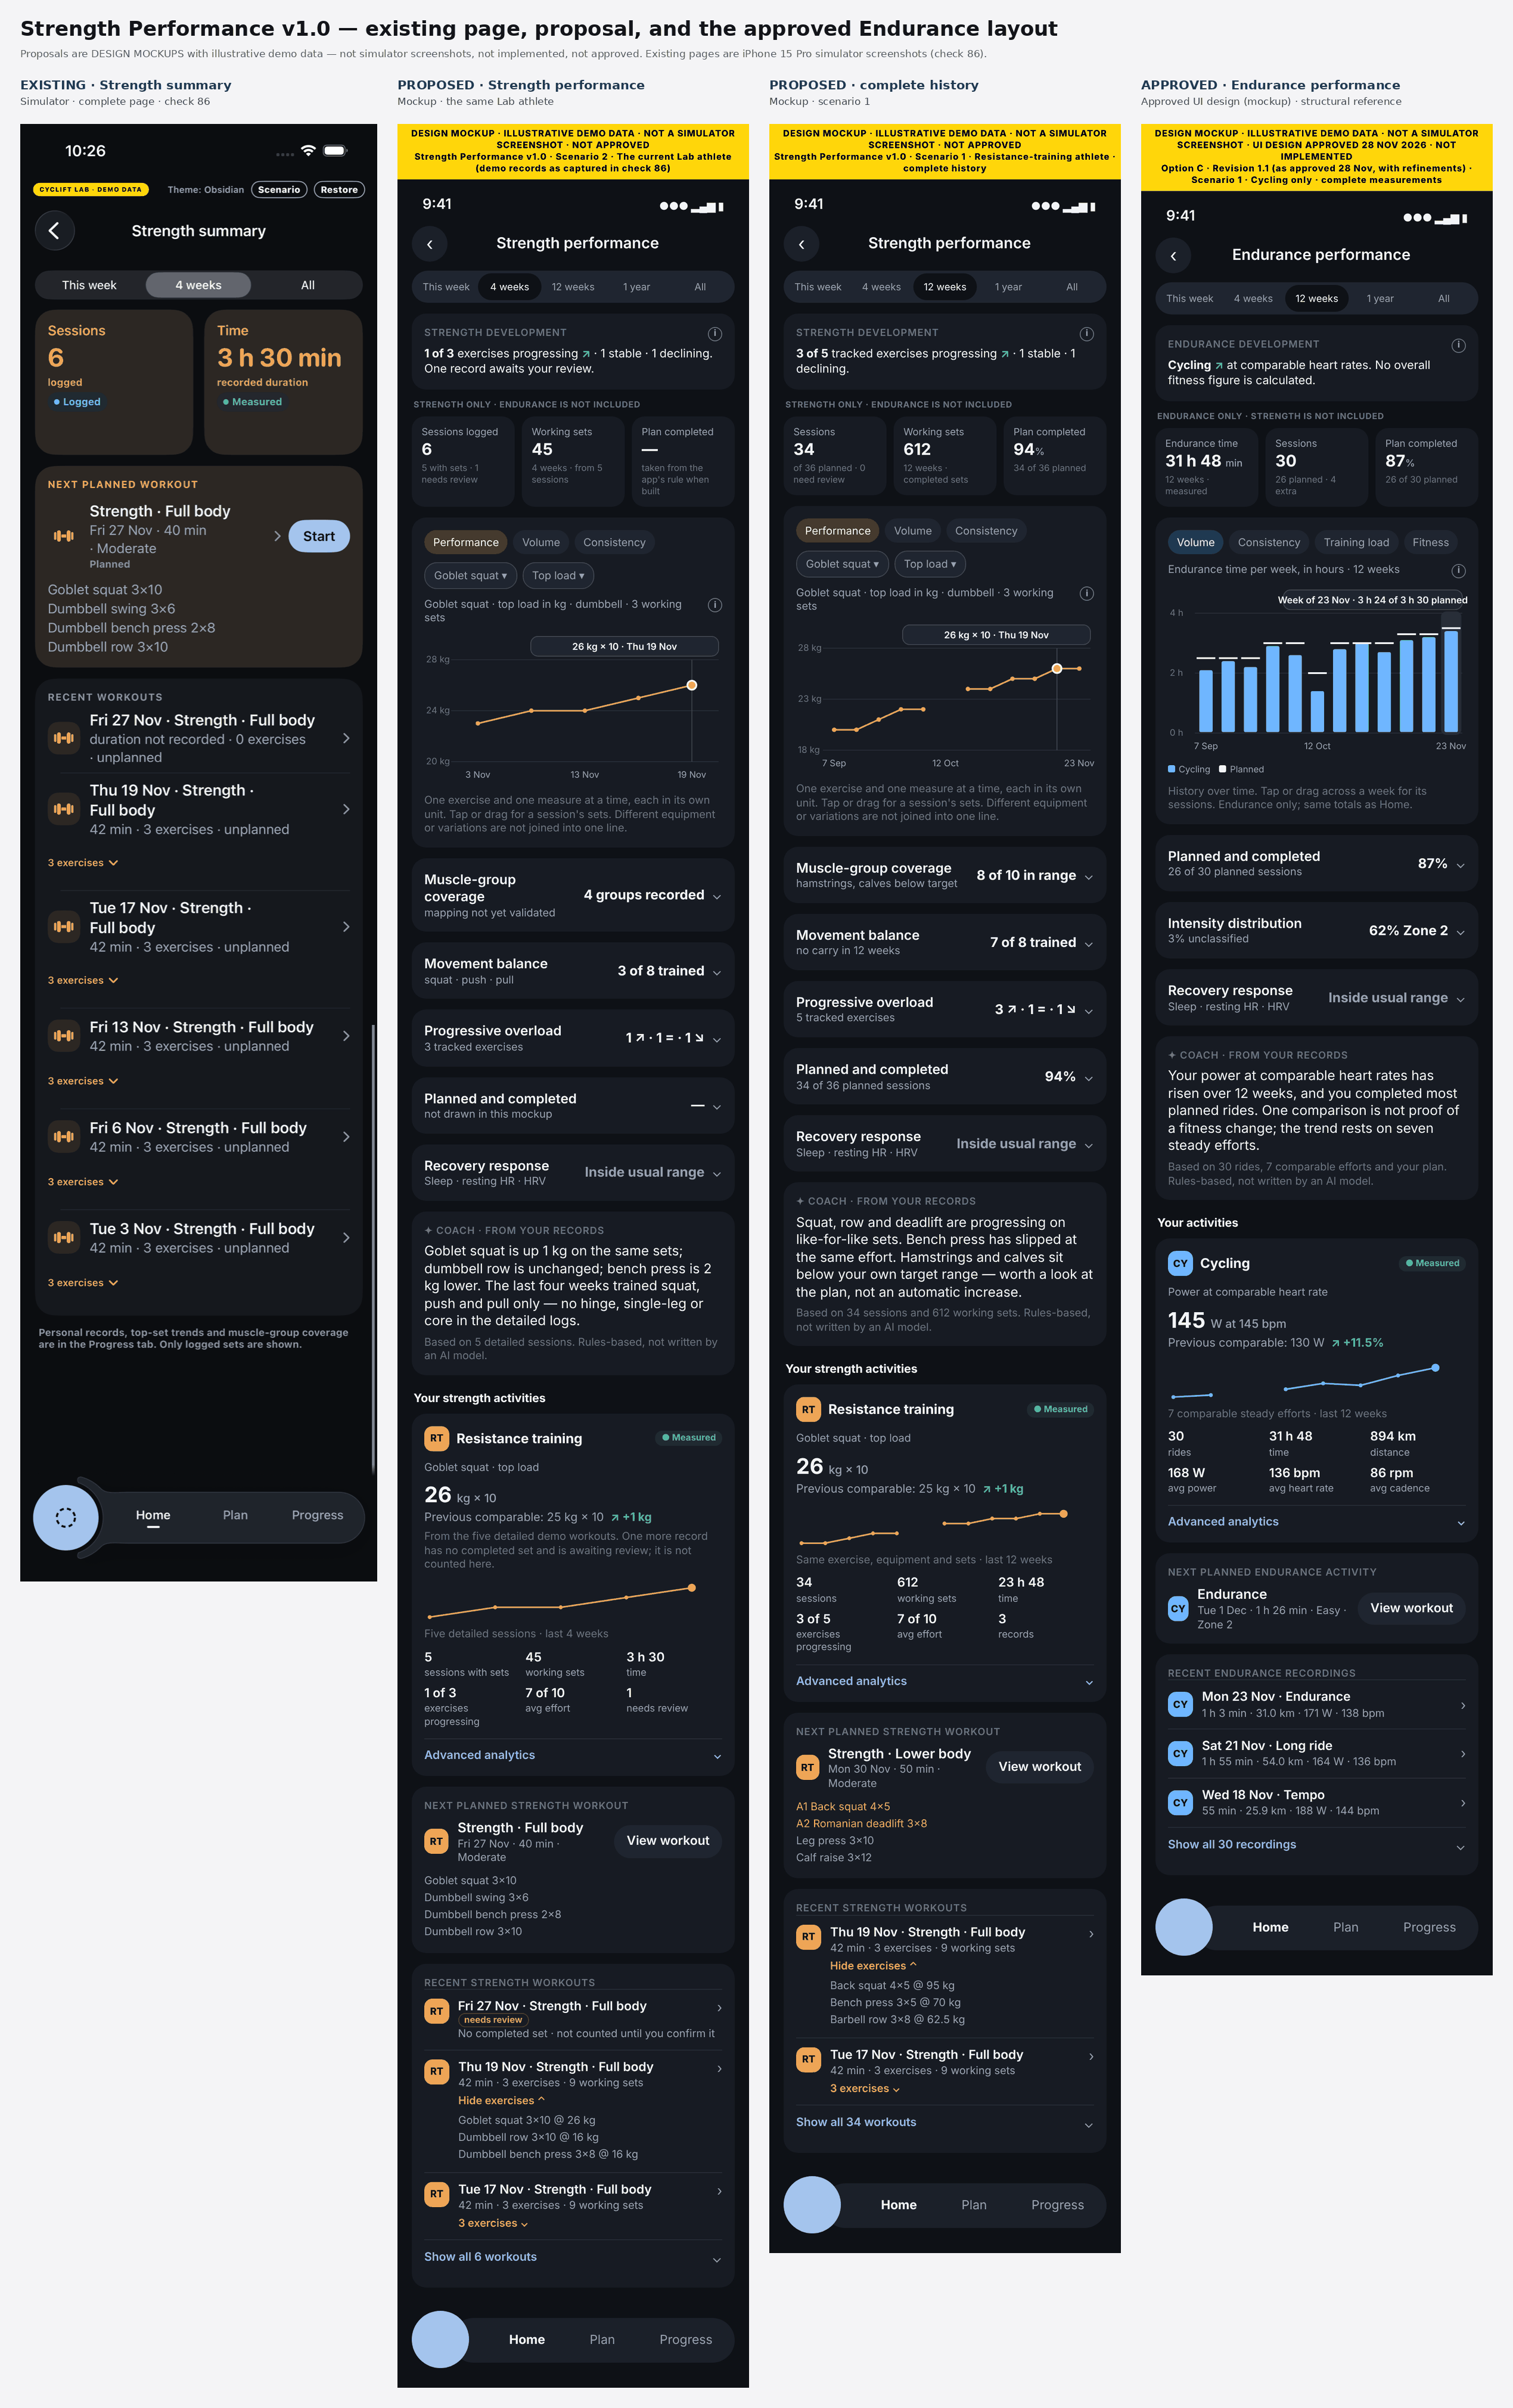 Strength Performance v1.0 — existing page, proposal, and the approved Endurance layout
Proposals are DESIGN MOCKUPS with illustrative demo data — not simulator screenshots, not implemented, not approved. Existing pages are iPhone 15 Pro simulator screenshots (check 86).
EXISTING · Strength summary
Simulator · complete page · check 86
10:26
CYCLIFT LAB · DEMO DATA
Theme: Obsidian
Scenario
Restore
Strength summary
This week
4 weeks
All
Sessions
6
logged
Logged
Time
3 h 30 min
recorded duration
Measured
NEXT PLANNED WORKOUT
Strength · Full body
Fri 27 Nov · 40 min
· Moderate
Planned
Start
Goblet squat 3×10
Dumbbell swing 3×6
Dumbbell bench press 2×8
Dumbbell row 3×10
RECENT WORKOUTS
Fri 27 Nov · Strength · Full body
duration not recorded · 0 exercises
· unplanned
Thu 19 Nov · Strength ·
Full body
42 min · 3 exercises · unplanned
3 exercises
Tue 17 Nov · Strength ·
Full body
42 min · 3 exercises · unplanned
3 exercises
Fri 13 Nov · Strength · Full body
42 min · 3 exercises · unplanned
3 exercises
Fri 6 Nov · Strength · Full body
42 min · 3 exercises · unplanned
3 exercises
Tue 3 Nov · Strength · Full body
42 min · 3 exercises · unplanned
3 exercises
Personal records, top-set trends and muscle-group coverage
are in the Progress tab. Only logged sets are shown.
Home
Plan
Progress
PROPOSED · Strength performance
Mockup · the same Lab athlete
DESIGN MOCKUP · ILLUSTRATIVE DEMO DATA · NOT A SIMULATOR
SCREENSHOT · NOT APPROVED
Strength Performance v1.0 · Scenario 2 · The current Lab athlete
(demo records as captured in check 86)
9:41
Strength performance
This week
4 weeks
12 weeks
1 year
All
STRENGTH DEVELOPMENT
1 of 3 exercises progressing ↗ · 1 stable · 1 declining.
One record awaits your review.
STRENGTH ONLY · ENDURANCE IS NOT INCLUDED
Sessions logged
6
5 with sets · 1
needs review
Working sets
45
4 weeks · from 5
sessions
Plan completed
—
taken from the
app's rule when
built
Performance
Volume
Consistency
Goblet squat ▾
Top load ▾
Goblet squat · top load in kg · dumbbell · 3 working
sets
26 kg × 10 · Thu 19 Nov
28 kg
24 kg
20 kg
3 Nov
13 Nov
19 Nov
One exercise and one measure at a time, each in its own
unit. Tap or drag for a session's sets. Different equipment
or variations are not joined into one line.
Muscle-group
coverage
mapping not yet validated
4 groups recorded
Movement balance
squat · push · pull
3 of 8 trained
Progressive overload
3 tracked exercises
1 ↗ · 1 = · 1 ↘
Planned and completed
not drawn in this mockup
—
Recovery response
Sleep · resting HR · HRV
Inside usual range
✦ COACH · FROM YOUR RECORDS
Goblet squat is up 1 kg on the same sets;
dumbbell row is unchanged; bench press is 2
kg lower. The last four weeks trained squat,
push and pull only — no hinge, single-leg or
core in the detailed logs.
Based on 5 detailed sessions. Rules-based, not written by
an AI model.
Your strength activities
RT
Resistance training
Measured
Goblet squat · top load
26 kg × 10
Previous comparable: 25 kg × 10 ↗ +1 kg
From the five detailed demo workouts. One more record
has no completed set and is awaiting review; it is not
counted here.
Five detailed sessions · last 4 weeks
5
sessions with sets
45
working sets
3 h 30
time
1 of 3
exercises
progressing
7 of 10
avg effort
1
needs review
Advanced analytics
NEXT PLANNED STRENGTH WORKOUT
RT
Strength · Full body
Fri 27 Nov · 40 min ·
Moderate
View workout
Goblet squat 3×10
Dumbbell swing 3×6
Dumbbell bench press 2×8
Dumbbell row 3×10
RECENT STRENGTH WORKOUTS
RT
Fri 27 Nov · Strength · Full body
needs review
No completed set · not counted until you confirm it
RT
Thu 19 Nov · Strength · Full body
42 min · 3 exercises · 9 working sets
Hide exercises
Goblet squat 3×10 @ 26 kg
Dumbbell row 3×10 @ 16 kg
Dumbbell bench press 3×8 @ 16 kg
RT
Tue 17 Nov · Strength · Full body
42 min · 3 exercises · 9 working sets
3 exercises
Show all 6 workouts
Home
Plan
Progress
PROPOSED · complete history
Mockup · scenario 1
DESIGN MOCKUP · ILLUSTRATIVE DEMO DATA · NOT A SIMULATOR
SCREENSHOT · NOT APPROVED
Strength Performance v1.0 · Scenario 1 · Resistance-training athlete ·
complete history
9:41
Strength performance
This week
4 weeks
12 weeks
1 year
All
STRENGTH DEVELOPMENT
3 of 5 tracked exercises progressing ↗ · 1 stable · 1
declining.
STRENGTH ONLY · ENDURANCE IS NOT INCLUDED
Sessions
34
of 36 planned · 0
need review
Working sets
612
12 weeks ·
completed sets
Plan completed
94%
34 of 36 planned
Performance
Volume
Consistency
Goblet squat ▾
Top load ▾
Goblet squat · top load in kg · dumbbell · 3 working
sets
26 kg × 10 · Thu 19 Nov
28 kg
23 kg
18 kg
7 Sep
12 Oct
23 Nov
One exercise and one measure at a time, each in its own
unit. Tap or drag for a session's sets. Different equipment
or variations are not joined into one line.
Muscle-group coverage
hamstrings, calves below target
8 of 10 in range
Movement balance
no carry in 12 weeks
7 of 8 trained
Progressive overload
5 tracked exercises
3 ↗ · 1 = · 1 ↘
Planned and completed
34 of 36 planned sessions
94%
Recovery response
Sleep · resting HR · HRV
Inside usual range
✦ COACH · FROM YOUR RECORDS
Squat, row and deadlift are progressing on
like-for-like sets. Bench press has slipped at
the same effort. Hamstrings and calves sit
below your own target range — worth a look at
the plan, not an automatic increase.
Based on 34 sessions and 612 working sets. Rules-based,
not written by an AI model.
Your strength activities
RT
Resistance training
Measured
Goblet squat · top load
26 kg × 10
Previous comparable: 25 kg × 10 ↗ +1 kg
Same exercise, equipment and sets · last 12 weeks
34
sessions
612
working sets
23 h 48
time
3 of 5
exercises
progressing
7 of 10
avg effort
3
records
Advanced analytics
NEXT PLANNED STRENGTH WORKOUT
RT
Strength · Lower body
Mon 30 Nov · 50 min ·
Moderate
View workout
A1 Back squat 4×5
A2 Romanian deadlift 3×8
Leg press 3×10
Calf raise 3×12
RECENT STRENGTH WORKOUTS
RT
Thu 19 Nov · Strength · Full body
42 min · 3 exercises · 9 working sets
Hide exercises
Back squat 4×5 @ 95 kg
Bench press 3×5 @ 70 kg
Barbell row 3×8 @ 62.5 kg
RT
Tue 17 Nov · Strength · Full body
42 min · 3 exercises · 9 working sets
3 exercises
Show all 34 workouts
Home
Plan
Progress
APPROVED · Endurance performance
Approved UI design (mockup) · structural reference
DESIGN MOCKUP · ILLUSTRATIVE DEMO DATA · NOT A SIMULATOR
SCREENSHOT · UI DESIGN APPROVED 28 NOV 2026 · NOT
IMPLEMENTED
Option C · Revision 1.1 (as approved 28 Nov, with refinements) ·
Scenario 1 · Cycling only · complete measurements
9:41
Endurance performance
This week
4 weeks
12 weeks
1 year
All
ENDURANCE DEVELOPMENT
Cycling ↗ at comparable heart rates. No overall
fitness figure is calculated.
ENDURANCE ONLY · STRENGTH IS NOT INCLUDED
Endurance time
31 h 48 min
12 weeks ·
measured
Sessions
30
26 planned · 4
extra
Plan completed
87%
26 of 30 planned
Volume
Consistency
Training load
Fitness
Endurance time per week, in hours · 12 weeks
Week of 23 Nov · 3 h 24 of 3 h 30 planned
4 h
2 h
0 h
7 Sep
12 Oct
23 Nov
Cycling
Planned
History over time. Tap or drag across a week for its
sessions. Endurance only; same totals as Home.
Planned and completed
26 of 30 planned sessions
87%
Intensity distribution
3% unclassified
62% Zone 2
Recovery response
Sleep · resting HR · HRV
Inside usual range
✦ COACH · FROM YOUR RECORDS
Your power at comparable heart rates has
risen over 12 weeks, and you completed most
planned rides. One comparison is not proof of
a fitness change; the trend rests on seven
steady efforts.
Based on 30 rides, 7 comparable efforts and your plan.
Rules-based, not written by an AI model.
Your activities
CY
Cycling
Measured
Power at comparable heart rate
145 W at 145 bpm
Previous comparable: 130 W ↗ +11.5%
7 comparable steady efforts · last 12 weeks
30
rides
31 h 48
time
894 km
distance
168 W
avg power
136 bpm
avg heart rate
86 rpm
avg cadence
Advanced analytics
NEXT PLANNED ENDURANCE ACTIVITY
CY
Endurance
Tue 1 Dec · 1 h 26 min · Easy ·
Zone 2
View workout
RECENT ENDURANCE RECORDINGS
CY
Mon 23 Nov · Endurance
1 h 3 min · 31.0 km · 171 W · 138 bpm
CY
Sat 21 Nov · Long ride
1 h 55 min · 54.0 km · 164 W · 136 bpm
CY
Wed 18 Nov · Tempo
55 min · 25.9 km · 188 W · 144 bpm
Show all 30 recordings
Home
Plan
Progress